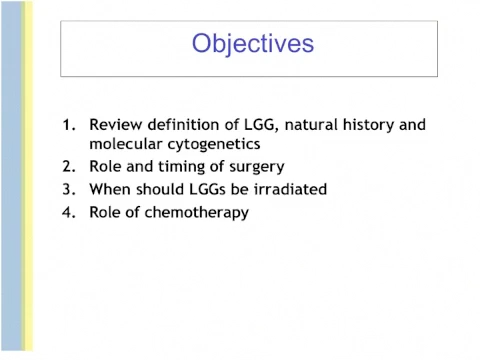 Objectives
1. Review definition of LGG, natural history and
molecular cytogenetics
2. Role and timing of surgery
3. When should LGGs be irradiated
4. Role of chemotherapy